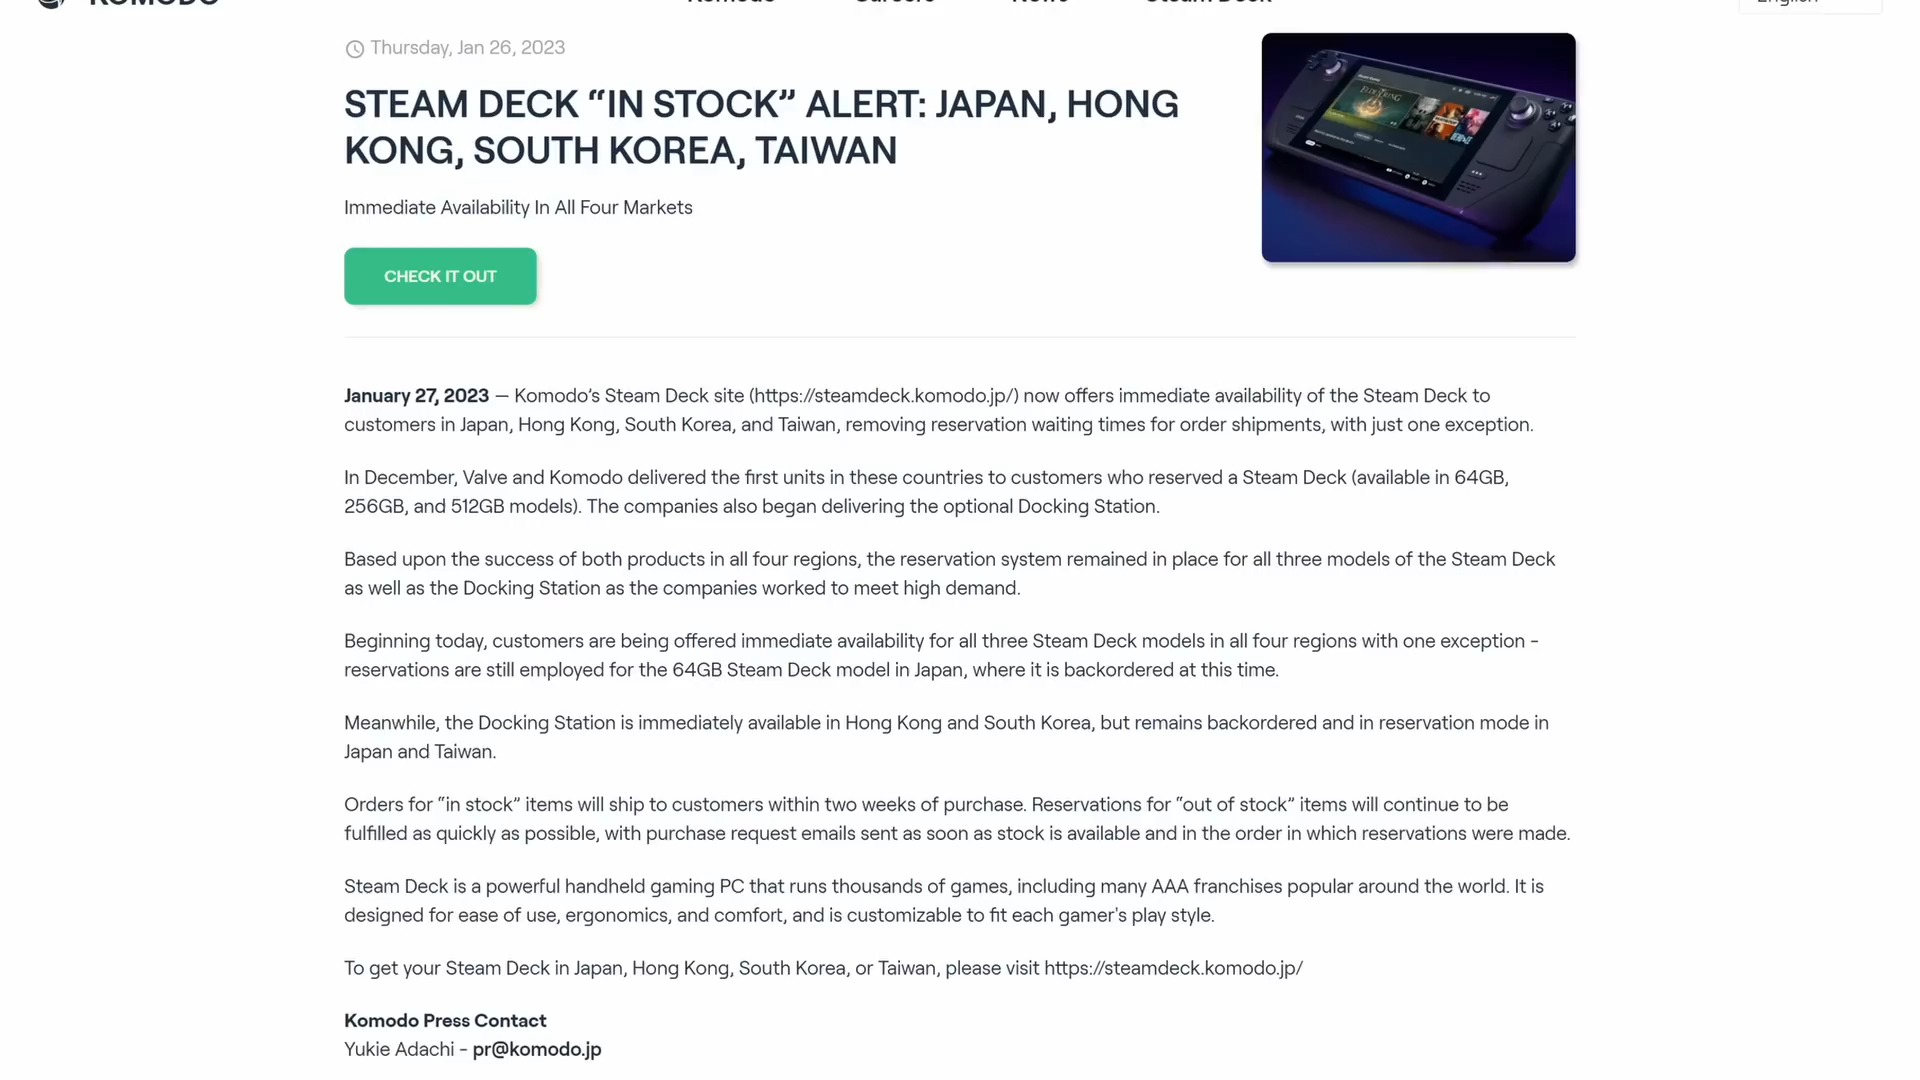 KOMODO
Komodo Careers News Steam Deck
English
Thursday, Jan 26, 2023
STEAM DECK “IN STOCK” ALERT: JAPAN, HONG
KONG, SOUTH KOREA, TAIWAN
Immediate Availability In All Four Markets
CHECK IT OUT
ELDEN RING
January 27, 2023 — Komodo’s Steam Deck site (https://steamdeck.komodo.jp/) now offers immediate availability of the Steam Deck to
customers in Japan, Hong Kong, South Korea, and Taiwan, removing reservation waiting times for order shipments, with just one exception.
In December, Valve and Komodo delivered the first units in these countries to customers who reserved a Steam Deck (available in 64GB,
256GB, and 512GB models). The companies also began delivering the optional Docking Station.
Based upon the success of both products in all four regions, the reservation system remained in place for all three models of the Steam Deck
as well as the Docking Station as the companies worked to meet high demand.
Beginning today, customers are being offered immediate availability for all three Steam Deck models in all four regions with one exception -
reservations are still employed for the 64GB Steam Deck model in Japan, where it is backordered at this time.
Meanwhile, the Docking Station is immediately available in Hong Kong and South Korea, but remains backordered and in reservation mode in
Japan and Taiwan.
Orders for “in stock” items will ship to customers within two weeks of purchase. Reservations for “out of stock” items will continue to be
fulfilled as quickly as possible, with purchase request emails sent as soon as stock is available and in the order in which reservations were made.
Steam Deck is a powerful handheld gaming PC that runs thousands of games, including many AAA franchises popular around the world. It is
designed for ease of use, ergonomics, and comfort, and is customizable to fit each gamer's play style.
To get your Steam Deck in Japan, Hong Kong, South Korea, or Taiwan, please visit https://steamdeck.komodo.jp/
Komodo Press Contact
Yukie Adachi - pr@komodo.jp